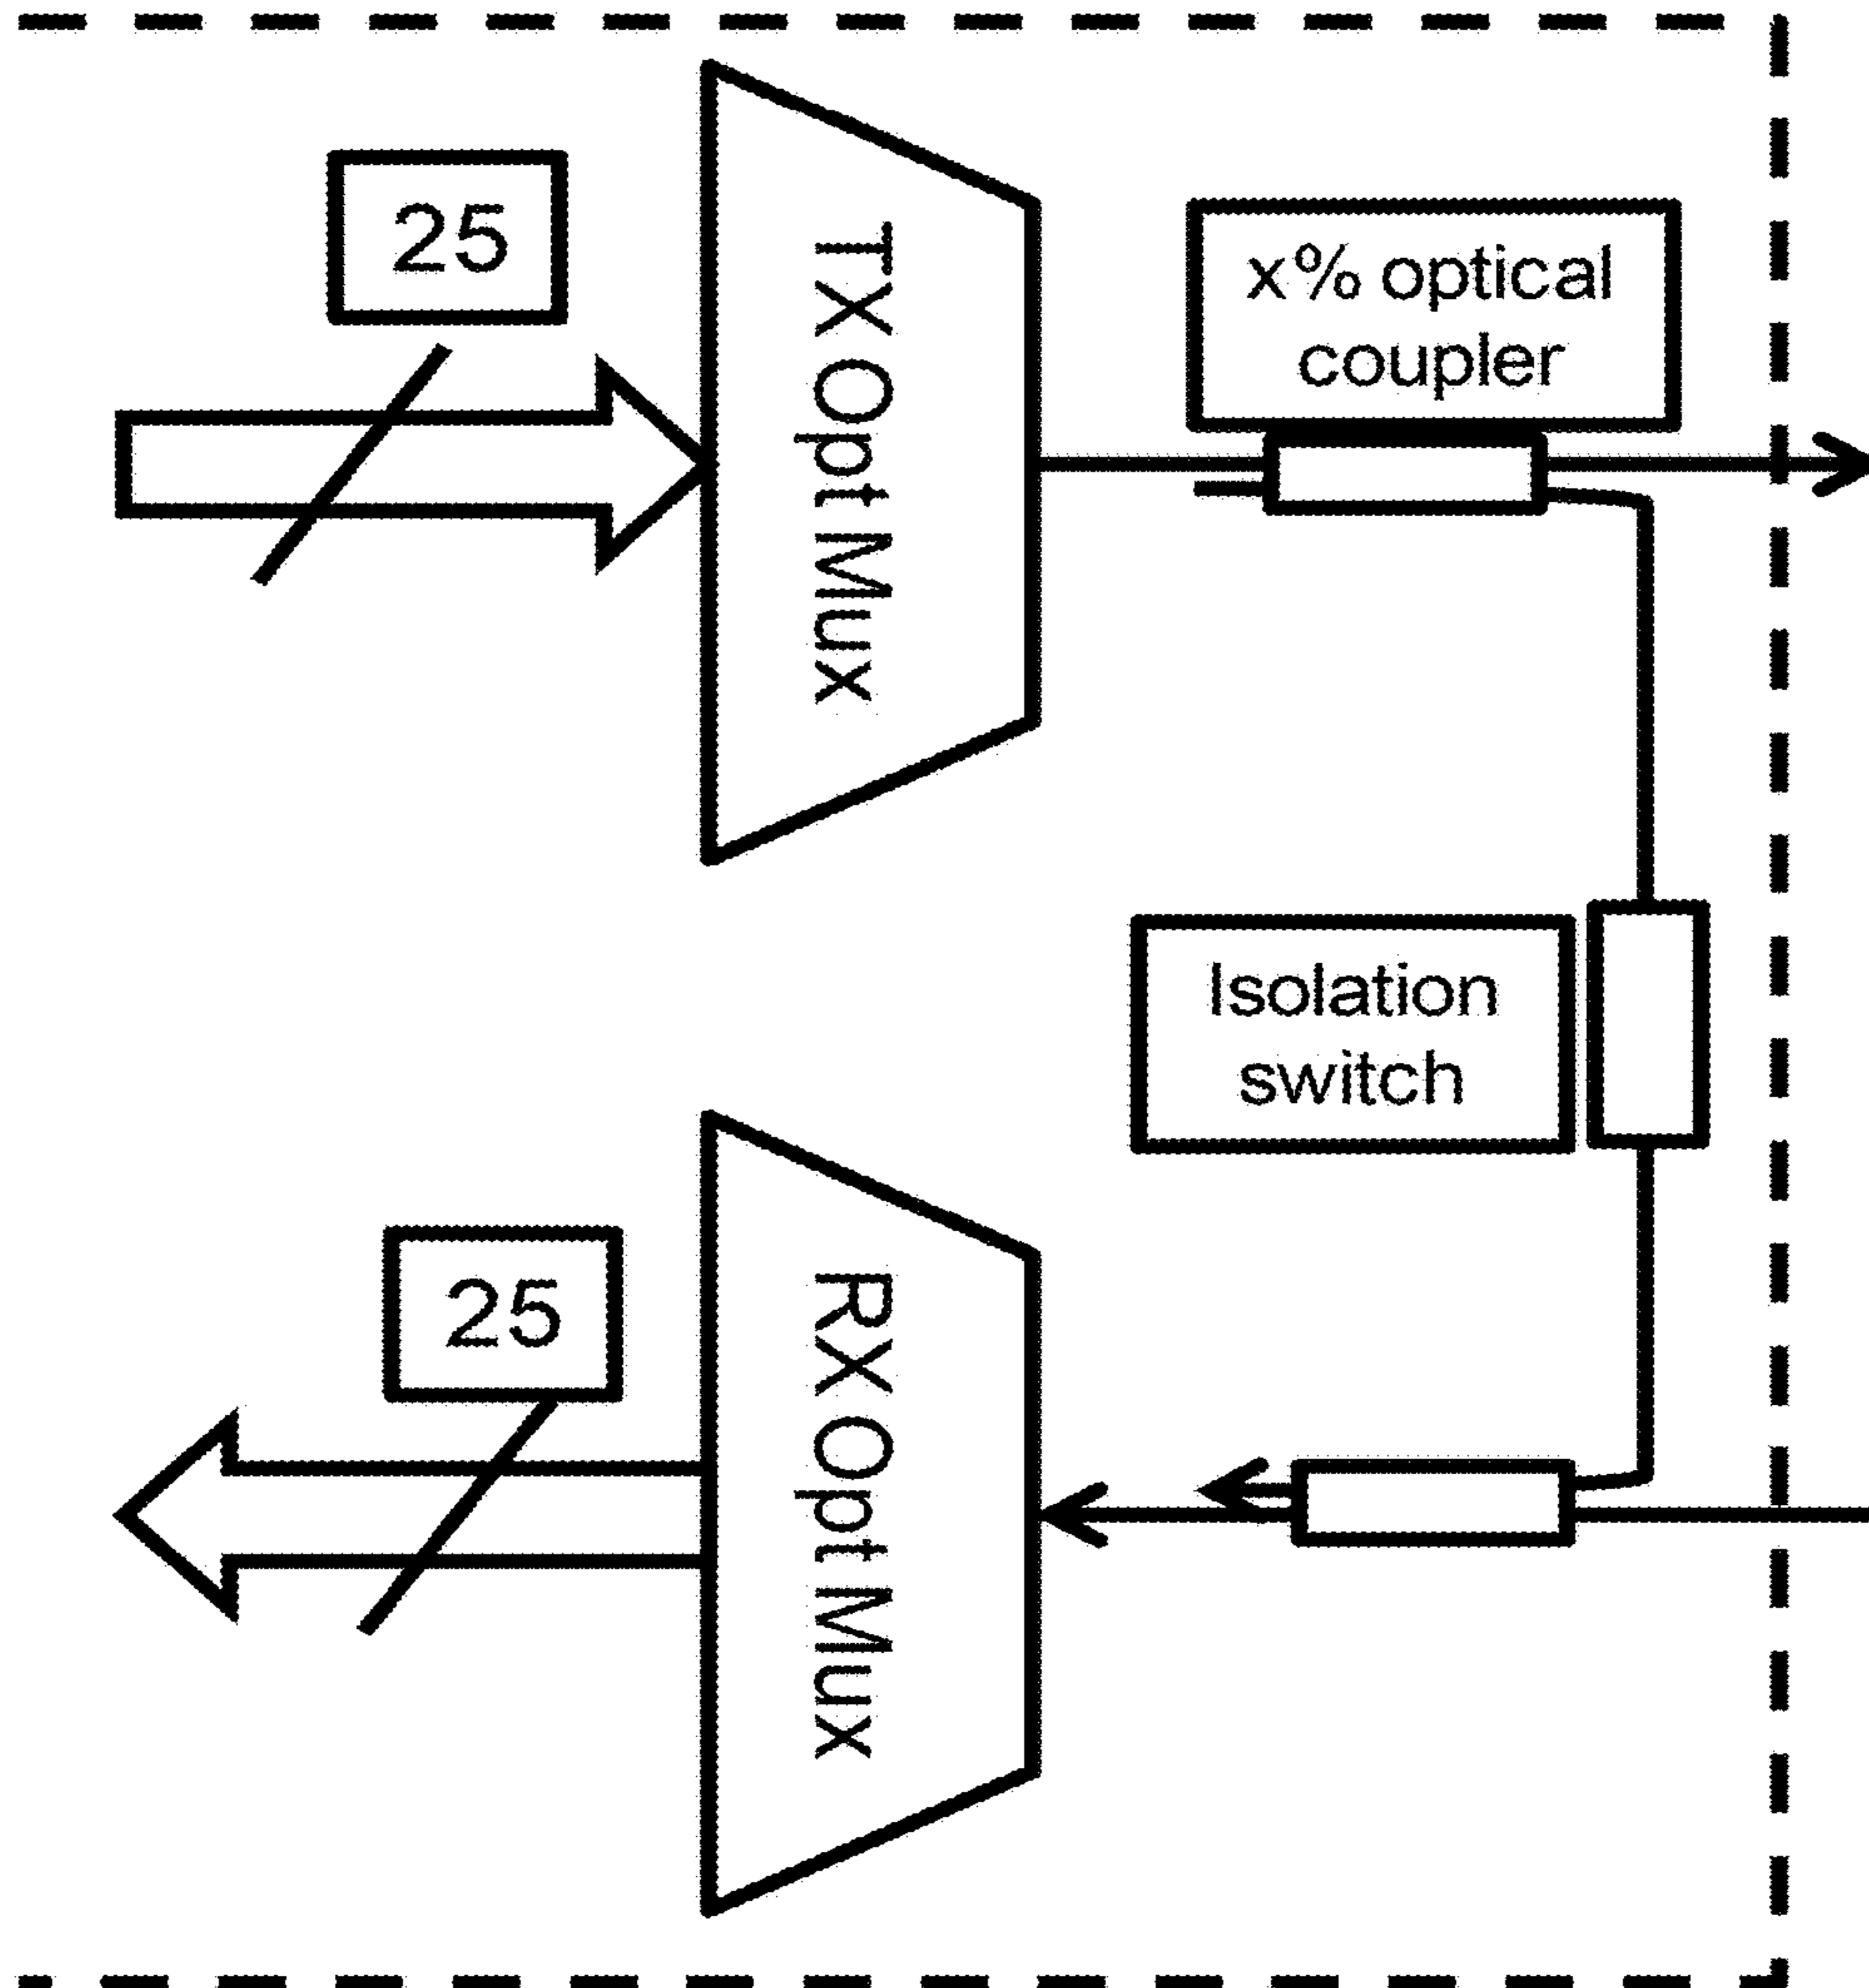 25
TX Opt Mux
x% optical
coupler
Isolation
switch
25
RX Opt Mux